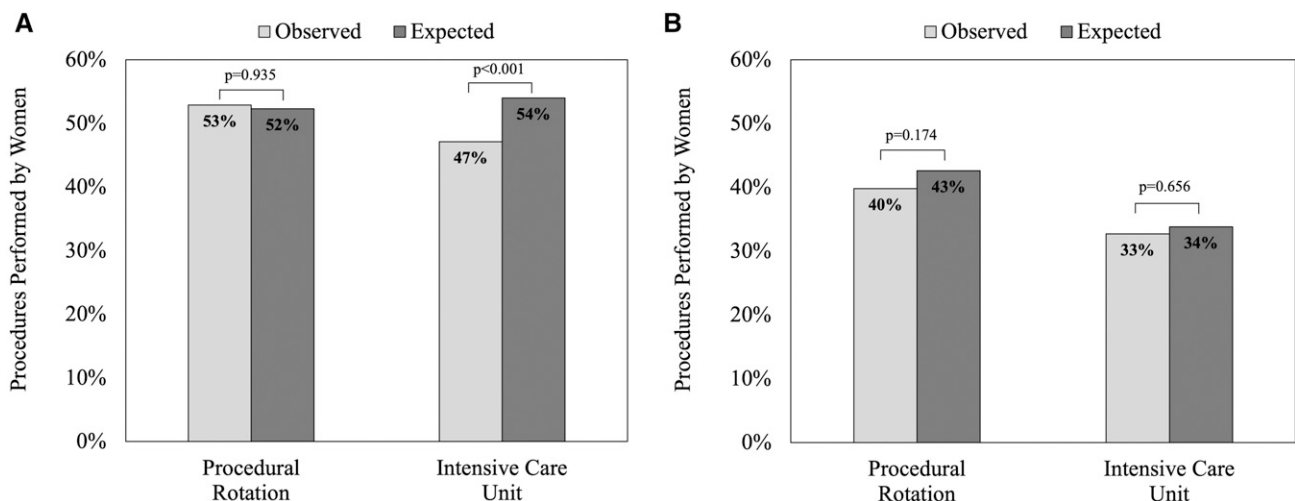 A
Observed Expected
Procedures Performed by Women
60%
50%
40%
30%
20%
10%
0%
p=0.935
53%
52%
p<0.001
47%
54%
Procedural
Rotation
Intensive Care
Unit
B
Observed Expected
Procedures Performed by Women
60%
50%
40%
30%
20%
10%
0%
p=0.174
40%
43%
p=0.656
33%
34%
Procedural
Rotation
Intensive Care
Unit